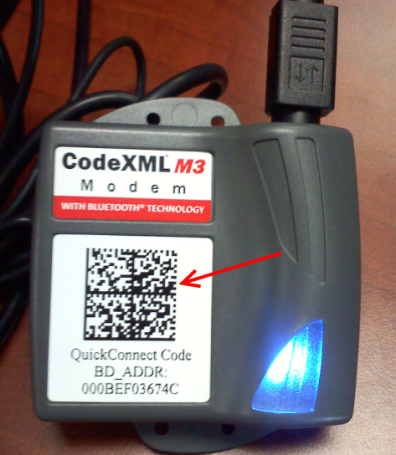 CodeXML M3
Modem
WITH BLUETOOTH® TECHNOLOGY
QuickConnect Code
BD_ADDR:
000BEF03674C